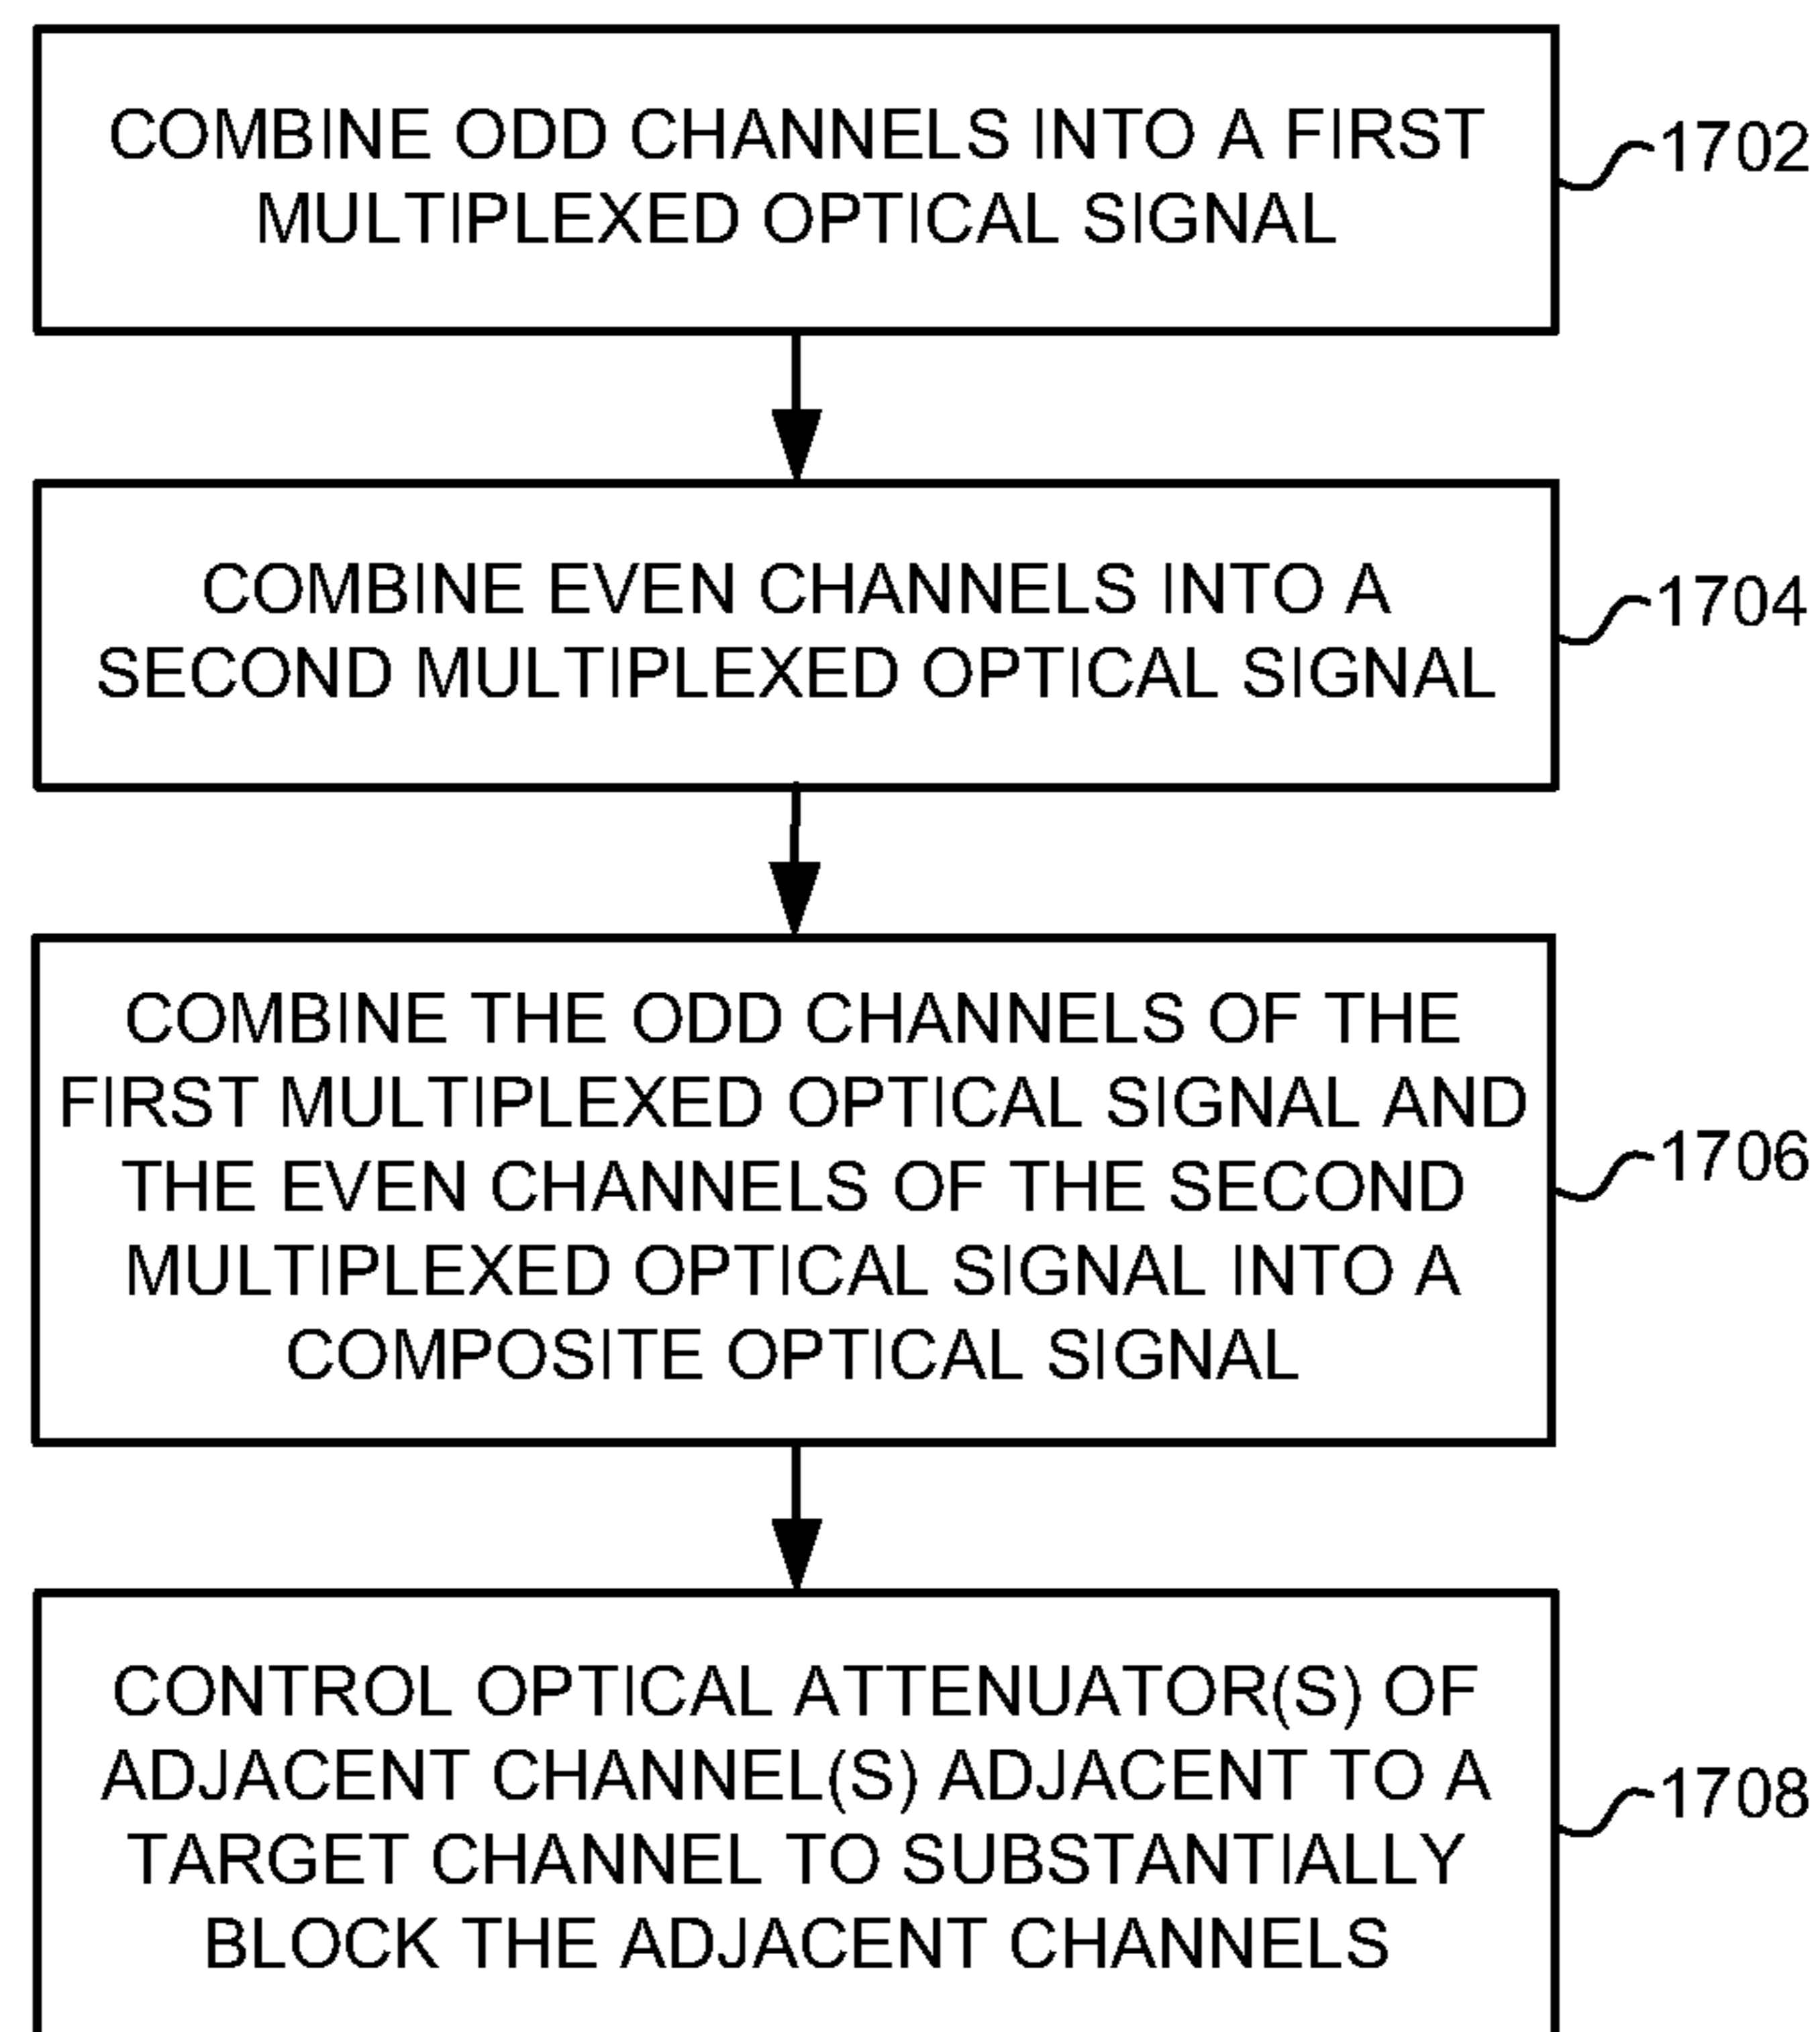 COMBINE ODD CHANNELS INTO A FIRST
MULTIPLEXED OPTICAL SIGNAL
1702
COMBINE EVEN CHANNELS INTO A
SECOND MULTIPLEXED OPTICAL SIGNAL
1704
COMBINE THE ODD CHANNELS OF THE
FIRST MULTIPLEXED OPTICAL SIGNAL AND
THE EVEN CHANNELS OF THE SECOND
MULTIPLEXED OPTICAL SIGNAL INTO A
COMPOSITE OPTICAL SIGNAL
1706
CONTROL OPTICAL ATTENUATOR(S) OF
ADJACENT CHANNEL(S) ADJACENT TO A
TARGET CHANNEL TO SUBSTANTIALLY
BLOCK THE ADJACENT CHANNELS
1708